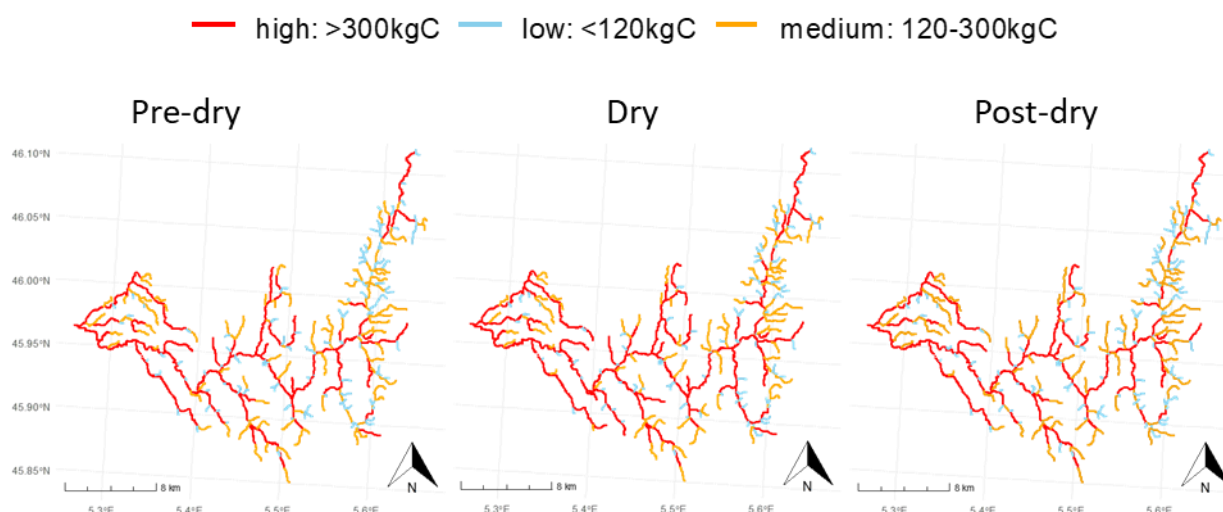 high: >300kgC low: <120kgC medium: 120-300kgC
Pre-dry Dry Post-dry
46.10°N
46.05°N
46.00°N
45.95°N
45.90°N
45.85°N
N N N
8 km 8 km 8 km
5.3°E 5.4°E 5.5°E 5.6°E 5.3°E 5.4°E 5.5°E 5.6°E 5.3°E 5.4°E 5.5°E 5.6°E